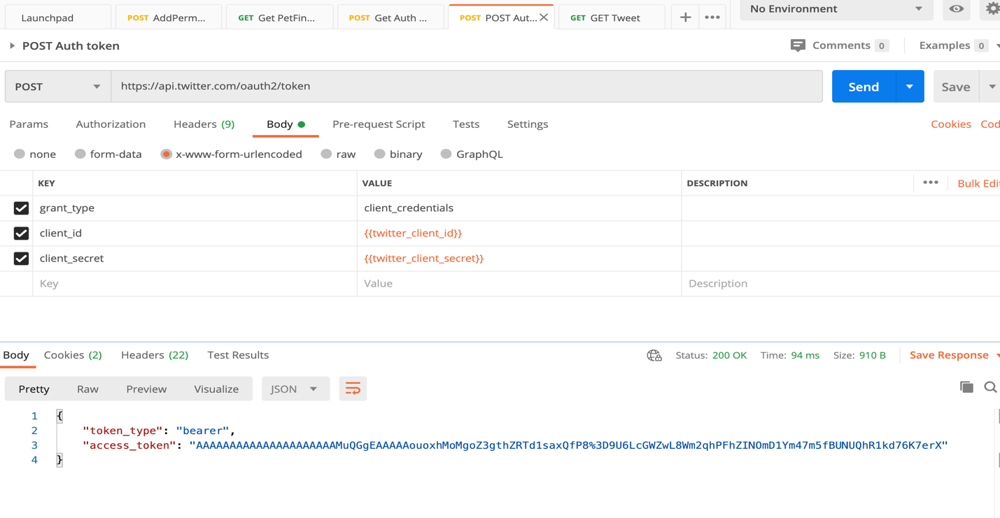 Launchpad POST AddPerm... GET Get PetFin... POST Get Auth ... POST POST Aut... GET GET Tweet No Environment
POST Auth token Comments 0 Examples 0
POST https://api.twitter.com/oauth2/token Send Save
Params Authorization Headers (9) Body Pre-request Script Tests Settings Cookies Cod
none form-data x-www-form-urlencoded raw binary GraphQL
KEY VALUE DESCRIPTION Bulk Edit
grant_type client_credentials
client_id {{twitter_client_id}}
client_secret {{twitter_client_secret}}
Key Value Description
Body Cookies (2) Headers (22) Test Results Status: 200 OK Time: 94 ms Size: 910 B Save Response
Pretty Raw Preview Visualize JSON
1 {
2 "token_type": "bearer",
3 "access_token": "AAAAAAAAAAAAAAAAAAAAAMuQGgEAAAAAouoxhMoMgoZ3gthZRTd1saxQfP8%3D9U6LcGWZwL8Wm2qhPFhZINOmD1Ym47m5fBUNUQhR1kd76K7erX"
4 }